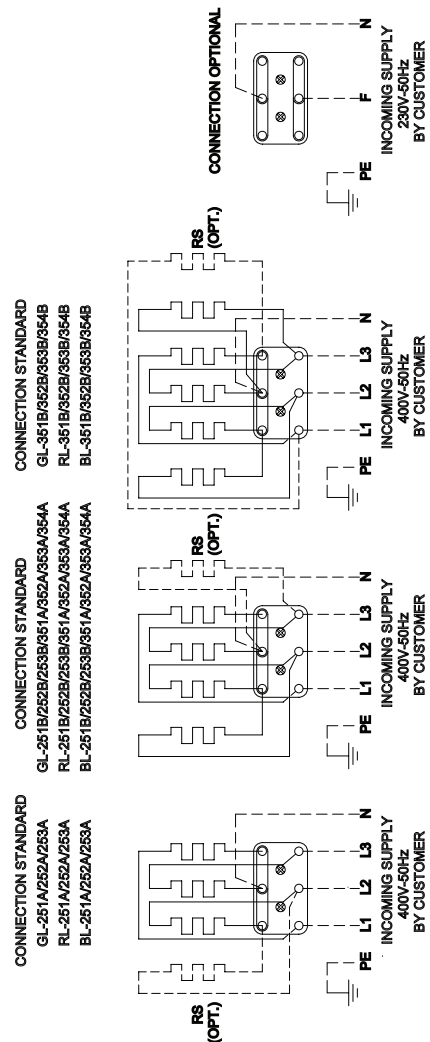 CONNECTION OPTIONAL
N
F
PE
INCOMING SUPPLY
230V-50Hz
BY CUSTOMER
CONNECTION STANDARD
GL-351B/352B/353B/354B
RL-351B/352B/353B/354B
BL-351B/352B/353B/354B
RS
(OPT.)
N
L3
L2
L1
PE
INCOMING SUPPLY
400V-50Hz
BY CUSTOMER
CONNECTION STANDARD
GL-251B/252B/253B/351A/352A/353A/354A
RL-251B/252B/253B/351A/352A/353A/354A
BL-251B/252B/253B/351A/352A/353A/354A
RS
(OPT.)
N
L3
L2
L1
PE
INCOMING SUPPLY
400V-50Hz
BY CUSTOMER
CONNECTION STANDARD
GL-251A/252A/253A
RL-251A/252A/253A
BL-251A/252A/253A
RS
(OPT.)
N
L3
L2
L1
PE
INCOMING SUPPLY
400V-50Hz
BY CUSTOMER